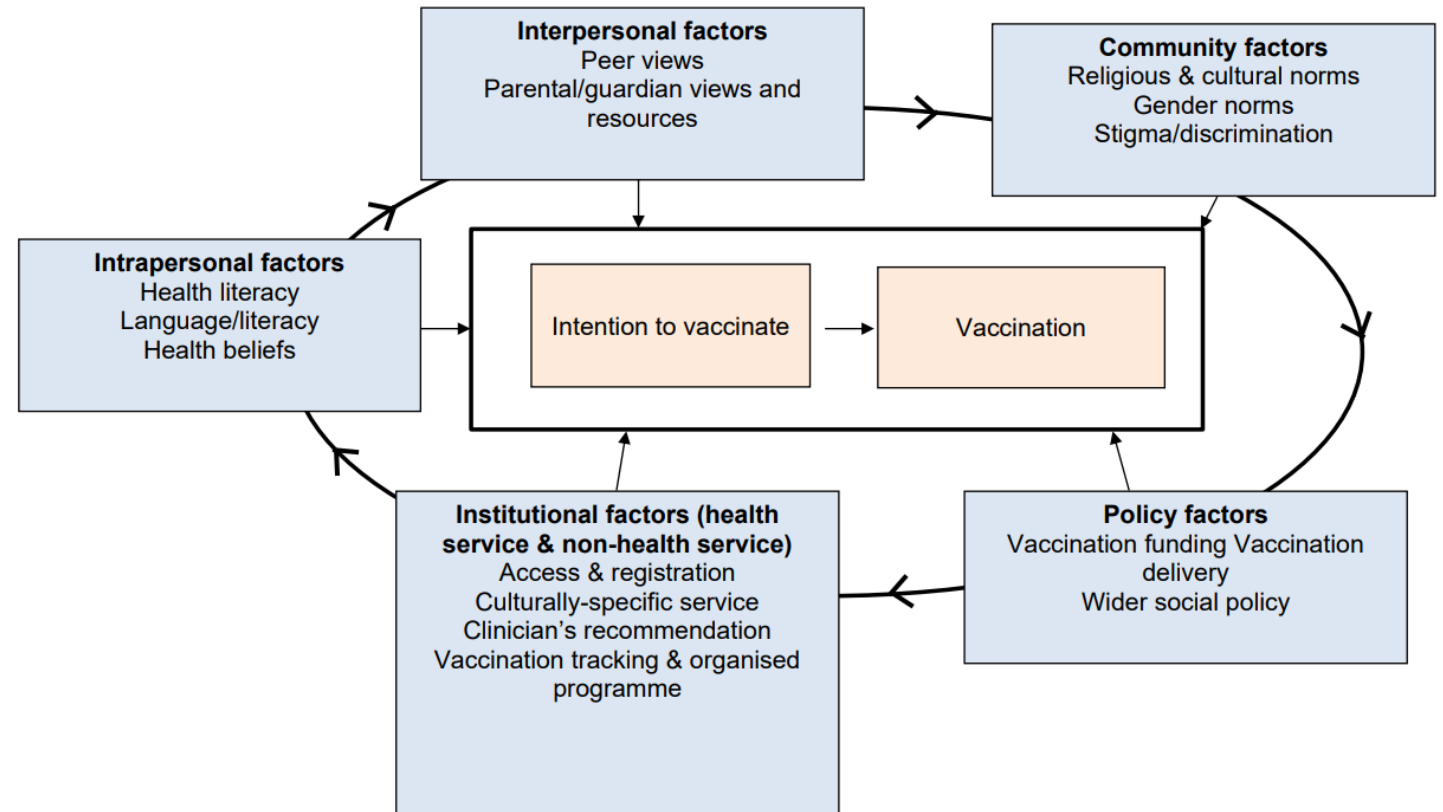 Interpersonal factors
Peer views
Parental/guardian views and
resources
Community factors
Religious & cultural norms
Gender norms
Stigma/discrimination
Intrapersonal factors
Health literacy
Language/literacy
Health beliefs
Intention to vaccinate
Vaccination
Institutional factors (health
service & non-health service)
Access & registration
Culturally-specific service
Clinician’s recommendation
Vaccination tracking & organised
programme
Policy factors
Vaccination funding Vaccination
delivery
Wider social policy